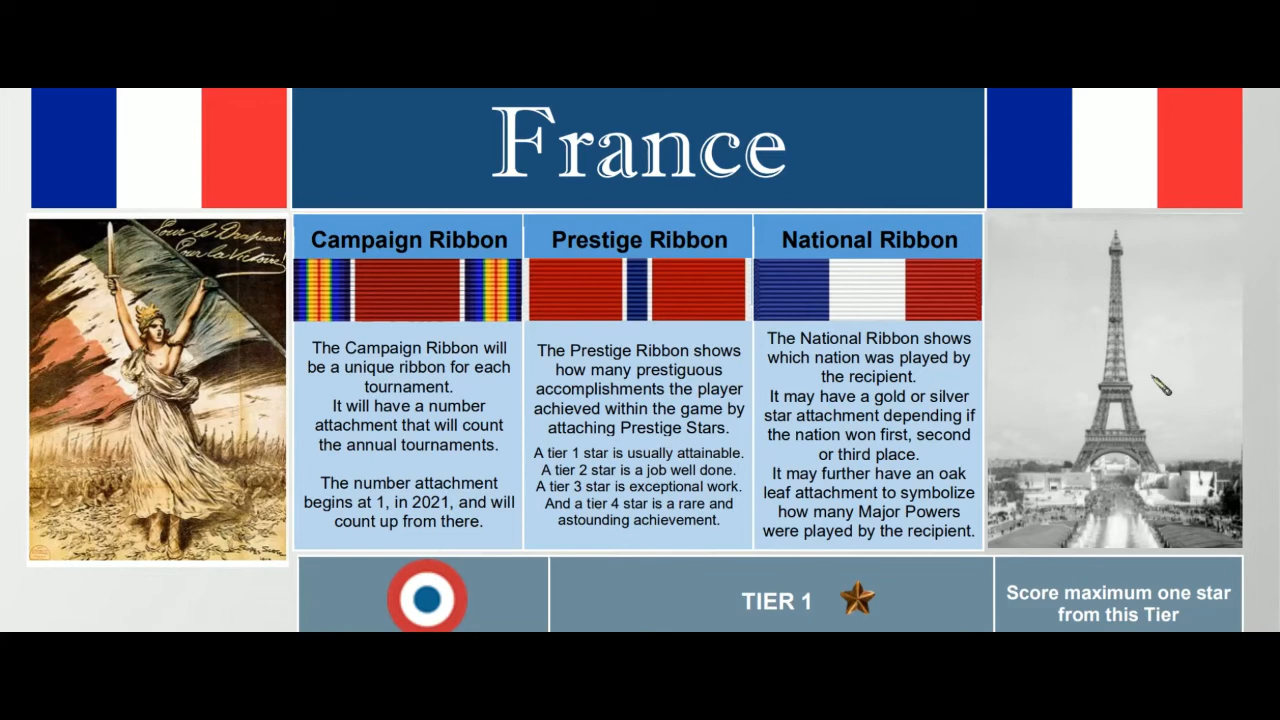 France
Pour le Drapeau!
Pour la Victoire!
Campaign Ribbon
Prestige Ribbon
National Ribbon
The Campaign Ribbon will
be a unique ribbon for each
tournament.
It will have a number
attachment that will count
the annual tournaments.
The number attachment
begins at 1, in 2021, and will
count up from there.
The Prestige Ribbon shows
how many prestiguous
accomplishments the player
achieved within the game by
attaching Prestige Stars.
A tier 1 star is usually attainable.
A tier 2 star is a job well done.
A tier 3 star is exceptional work.
And a tier 4 star is a rare and
astounding achievement.
The National Ribbon shows
which nation was played by
the recipient.
It may have a gold or silver
star attachment depending if
the nation won first, second
or third place.
It may further have an oak
leaf attachment to symbolize
how many Major Powers
were played by the recipient.
TIER 1
Score maximum one star
from this Tier